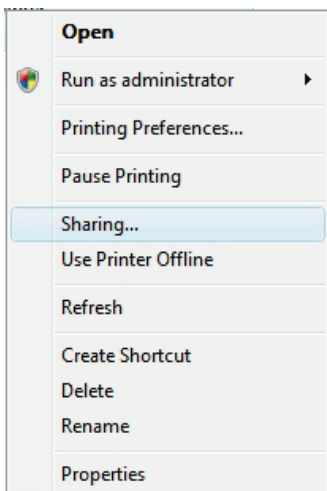 Open
Run as administrator
Printing Preferences...
Pause Printing
Sharing...
Use Printer Offline
Refresh
Create Shortcut
Delete
Rename
Properties